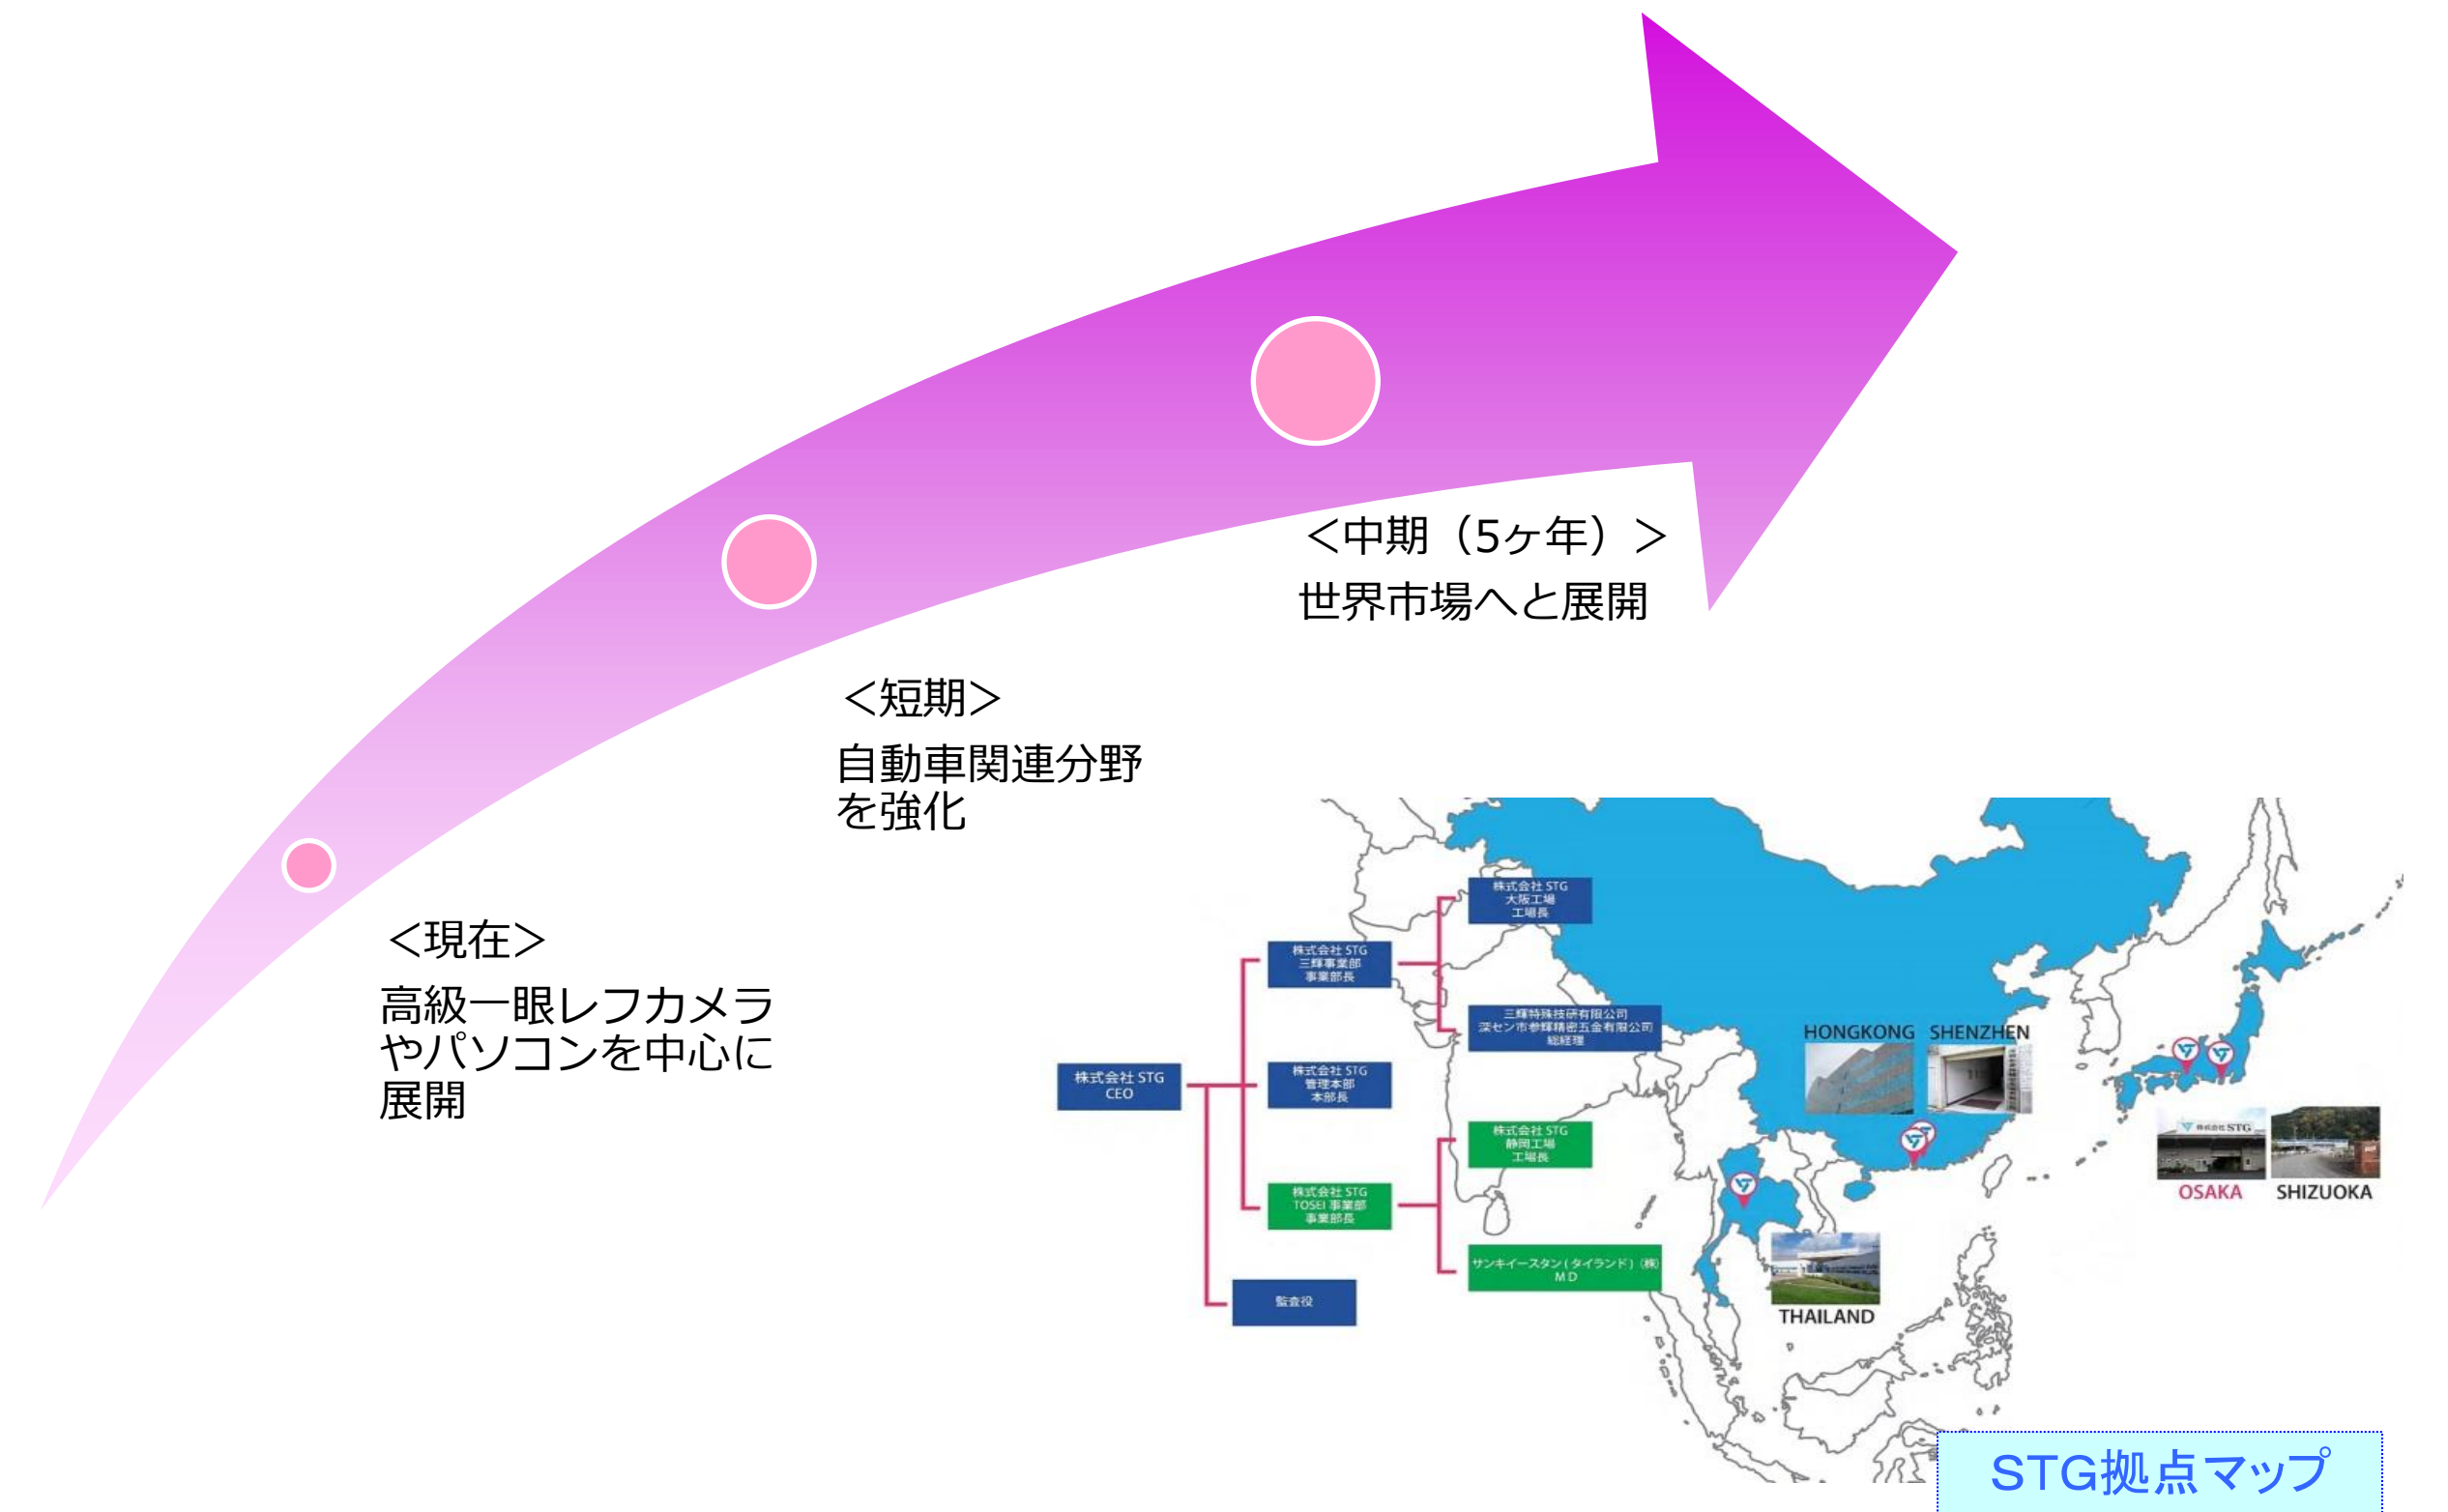 ＜中期（5ヶ年）＞
世界市場へと展開
＜短期＞
自動車関連分野
を強化
＜現在＞
高級一眼レフカメラ
やパソコンを中心に
展開
株式会社 STG
CEO
株式会社 STG
三輝事業部
事業部長
株式会社 STG
管理本部
本部長
株式会社 STG
TOSEI 事業部
事業部長
監査役
株式会社 STG
大阪工場
工場長
三輝特殊技研有限公司
深セン市参輝精密五金有限公司
総経理
株式会社 STG
静岡工場
工場長
サンキイースタン ( タイランド )（株)
M D
HONGKONG
SHENZHEN
株式会社 STG
OSAKA
SHIZUOKA
THAILAND
STG拠点マップ